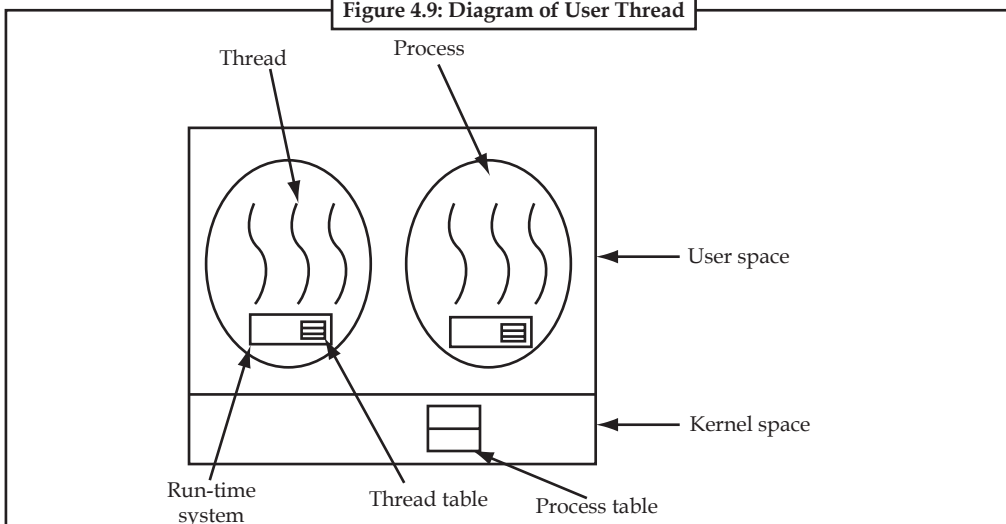 Figure 4.9: Diagram of User Thread
Process
Thread
User space
Kernel space
Run-time
system
Thread table
Process table